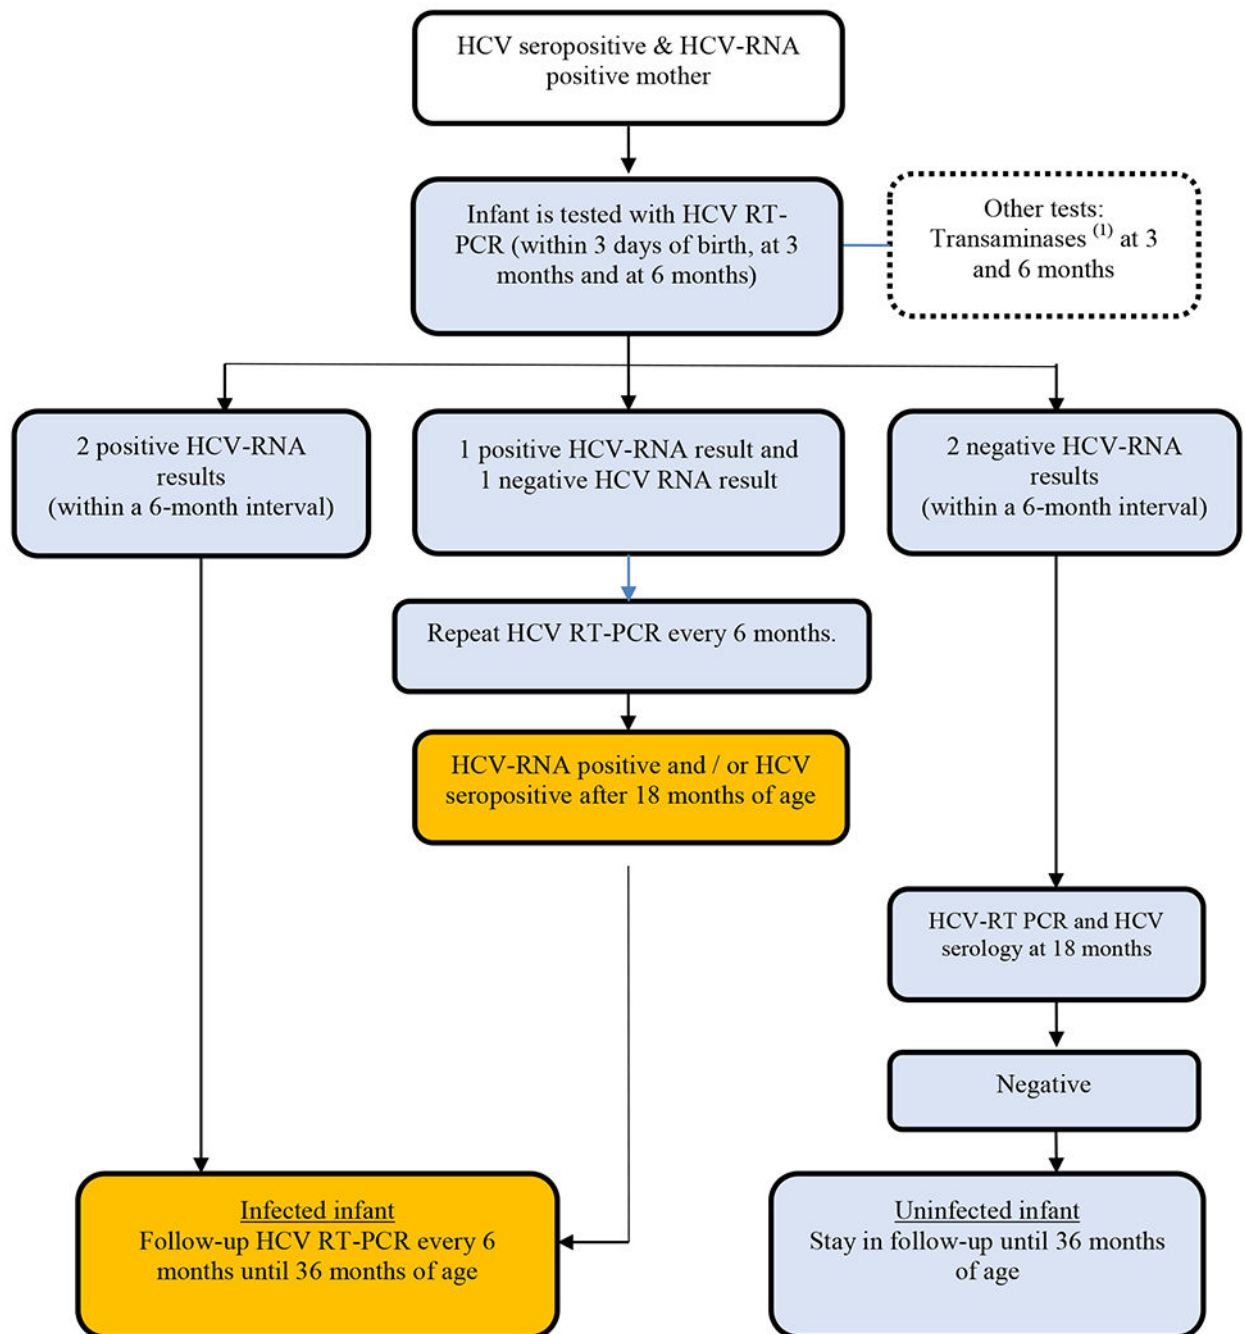 HCV seropositive & HCV-RNA
positive mother
Infant is tested with HCV RT-
PCR (within 3 days of birth, at 3
months and at 6 months)
Other tests:
Transaminases (1) at 3
and 6 months
2 positive HCV-RNA
results
(within a 6-month interval)
1 positive HCV-RNA result and
1 negative HCV RNA result
2 negative HCV-RNA
results
(within a 6-month interval)
Repeat HCV RT-PCR every 6 months.
HCV-RNA positive and / or HCV
seropositive after 18 months of age
HCV-RT PCR and HCV
serology at 18 months
Negative
Infected infant
Follow-up HCV RT-PCR every 6
months until 36 months of age
Uninfected infant
Stay in follow-up until 36 months
of age